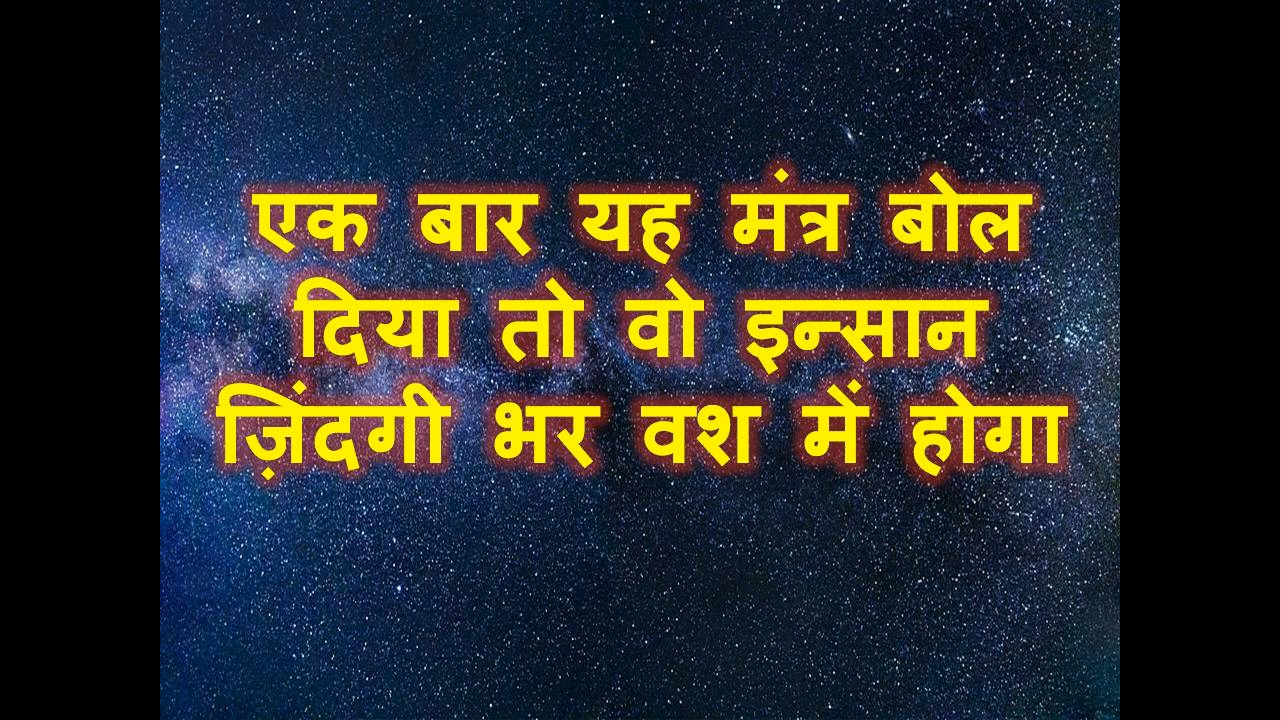 एक बार यह मंत्र बोल
दिया तो वो इन्सान
ज़िंदगी भर वश में होगा